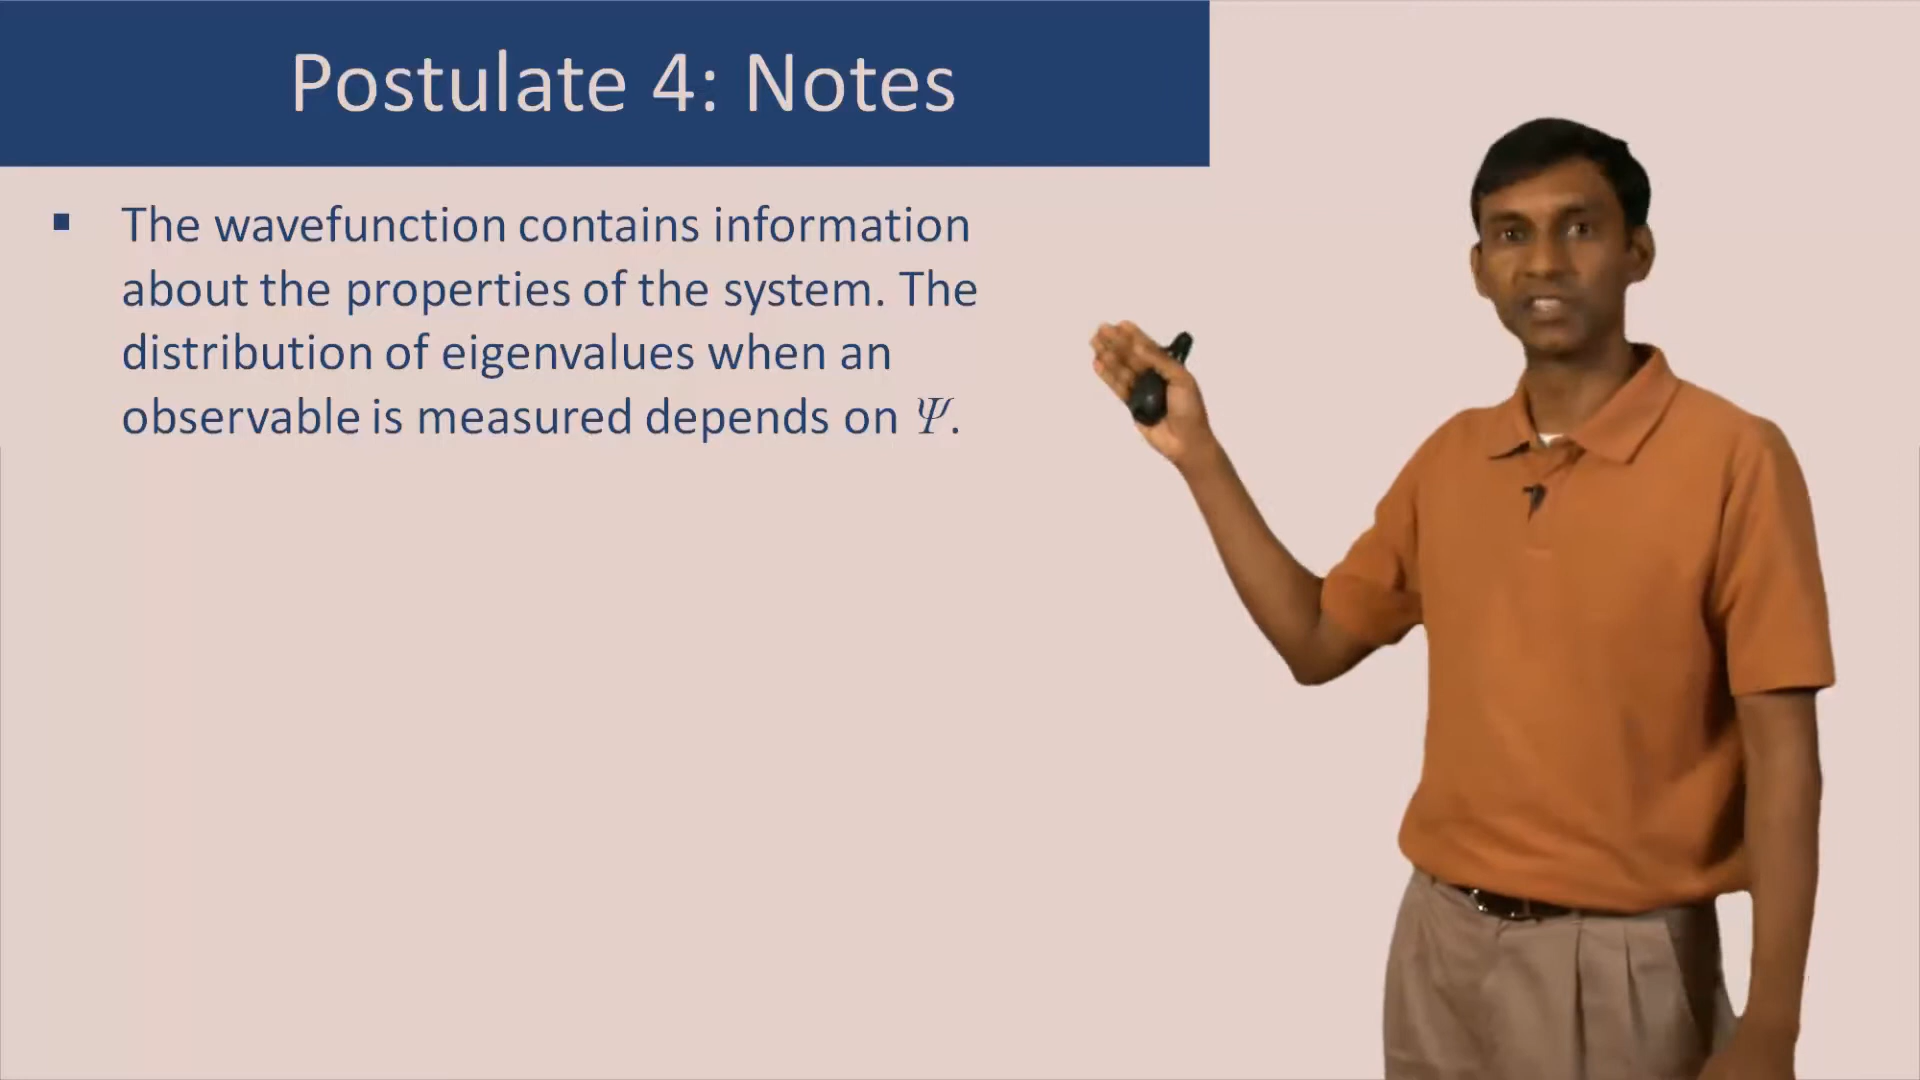 Postulate 4: Notes
▪ The wavefunction contains information
about the properties of the system. The
distribution of eigenvalues when an
observable is measured depends on Ψ.